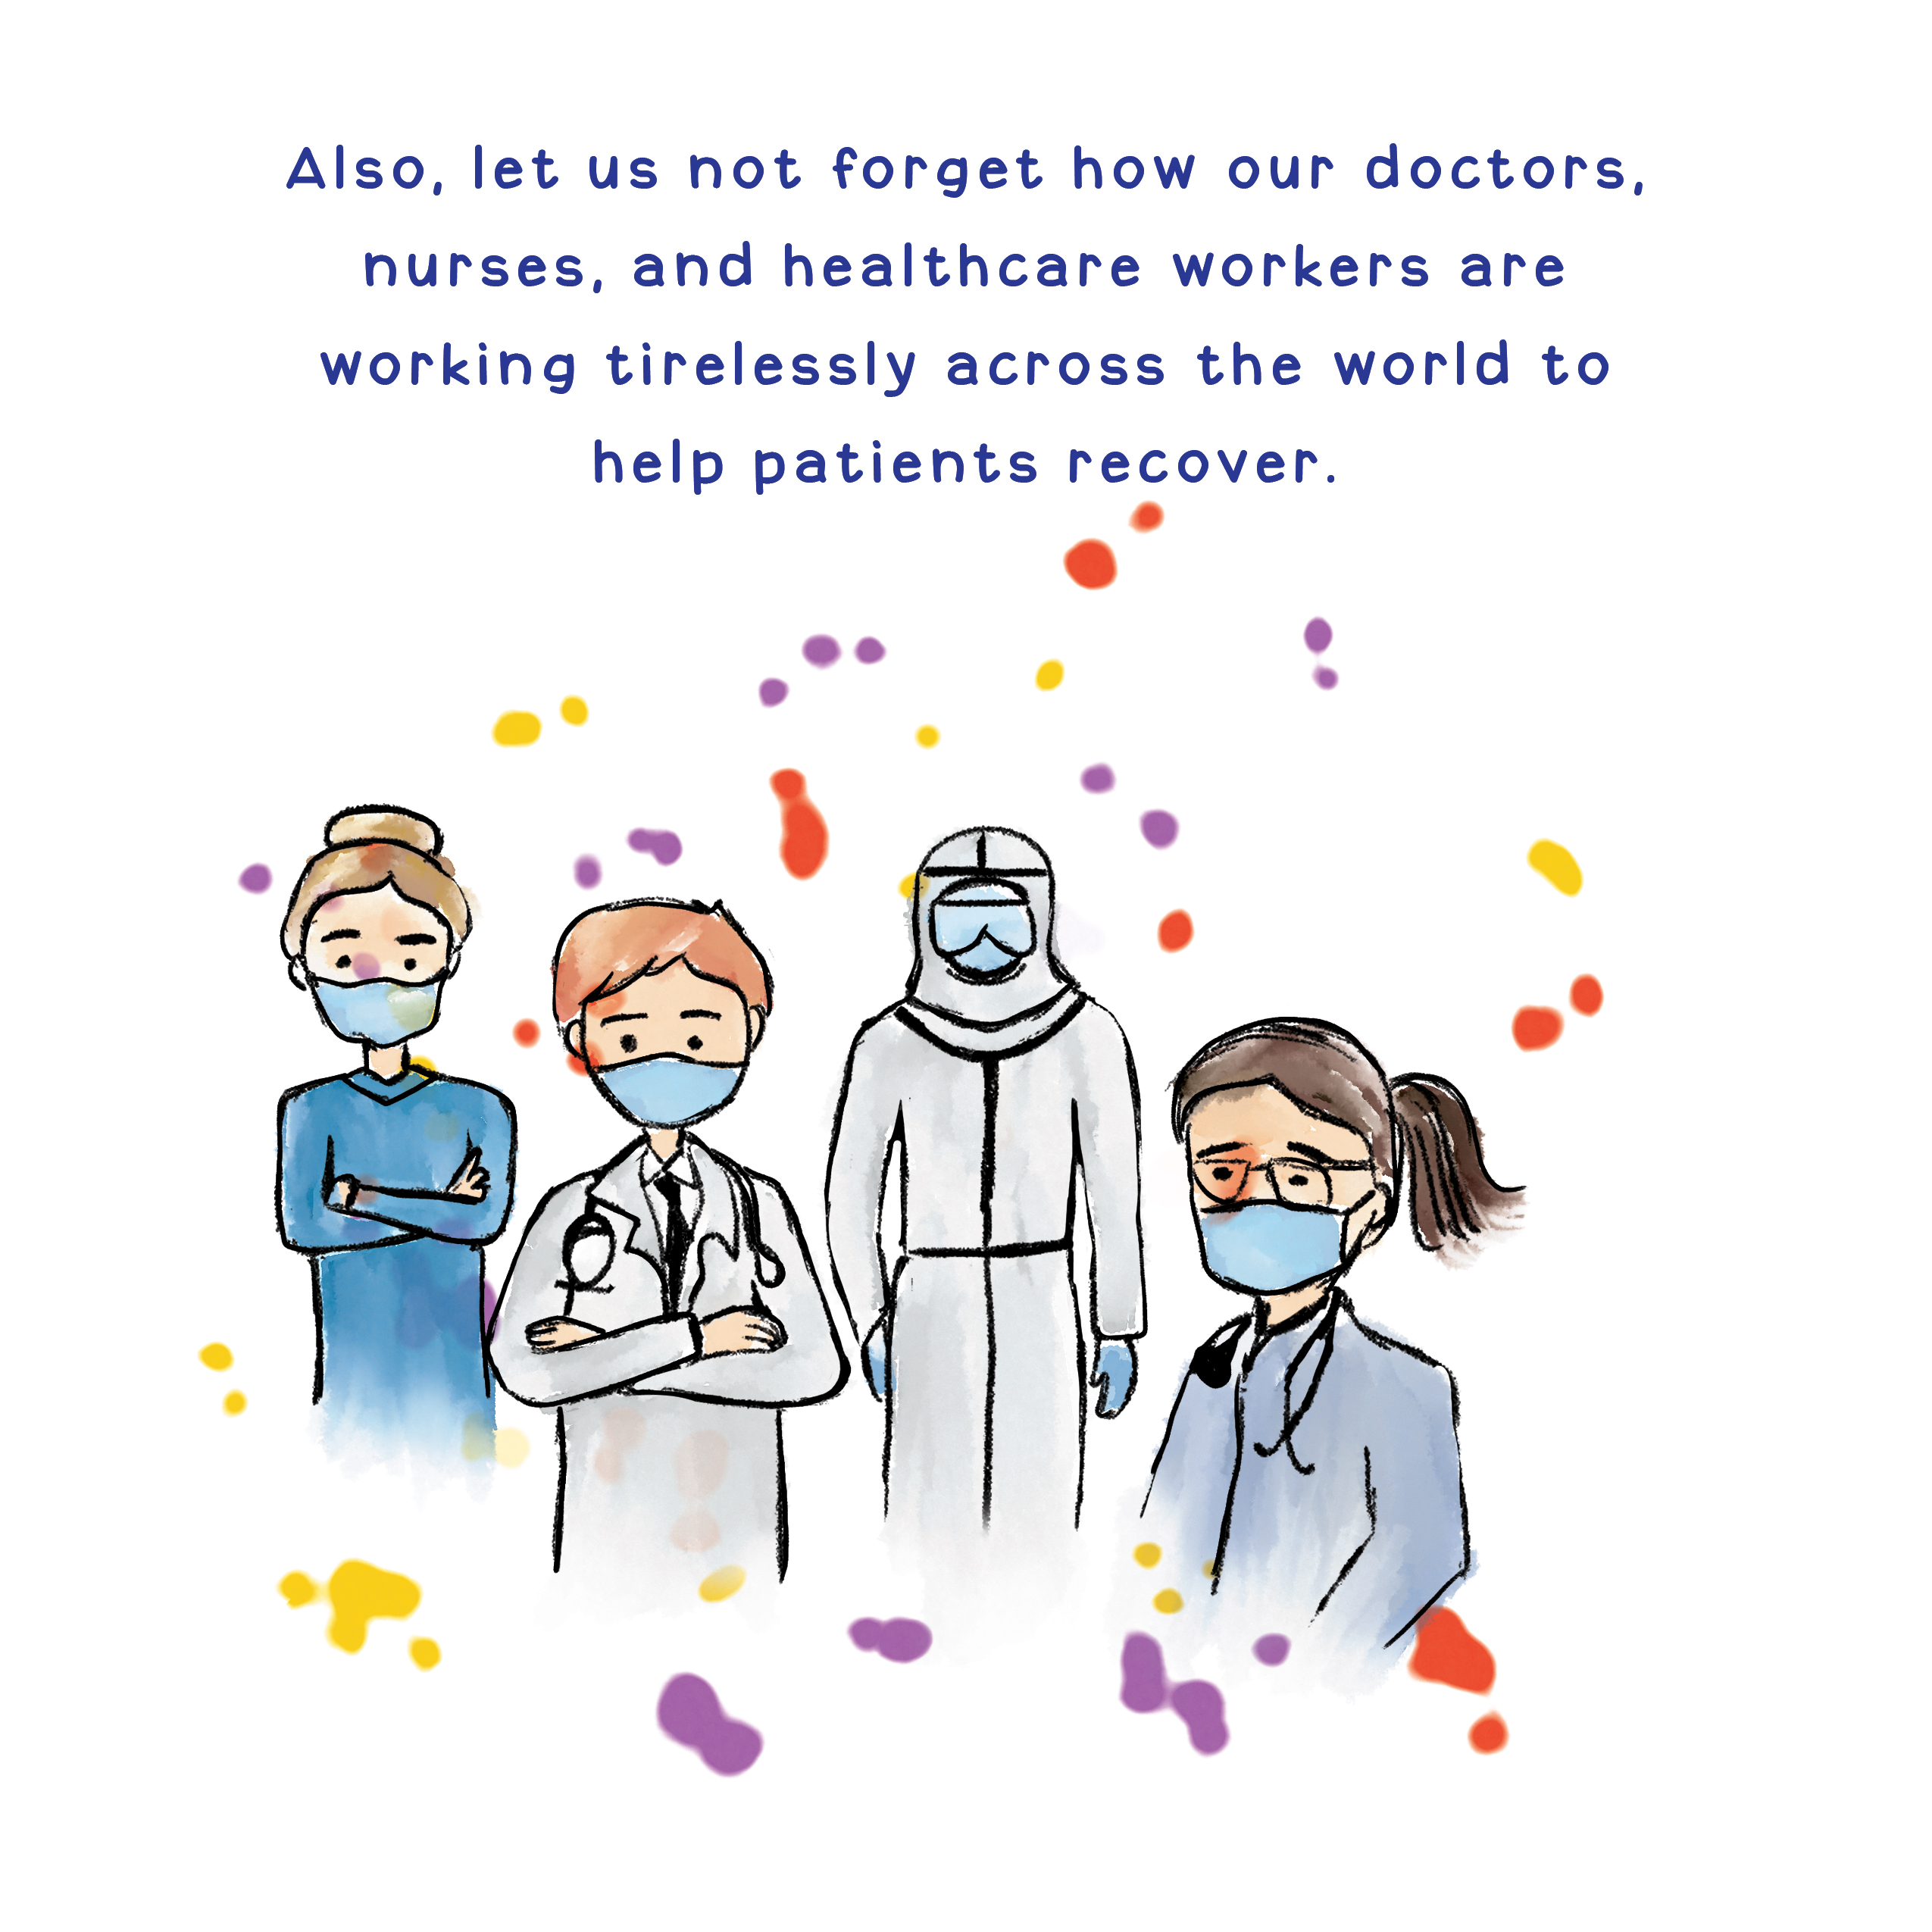 Also, let us not forget how our doctors,
nurses, and healthcare workers are
working tirelessly across the world to
help patients recover.